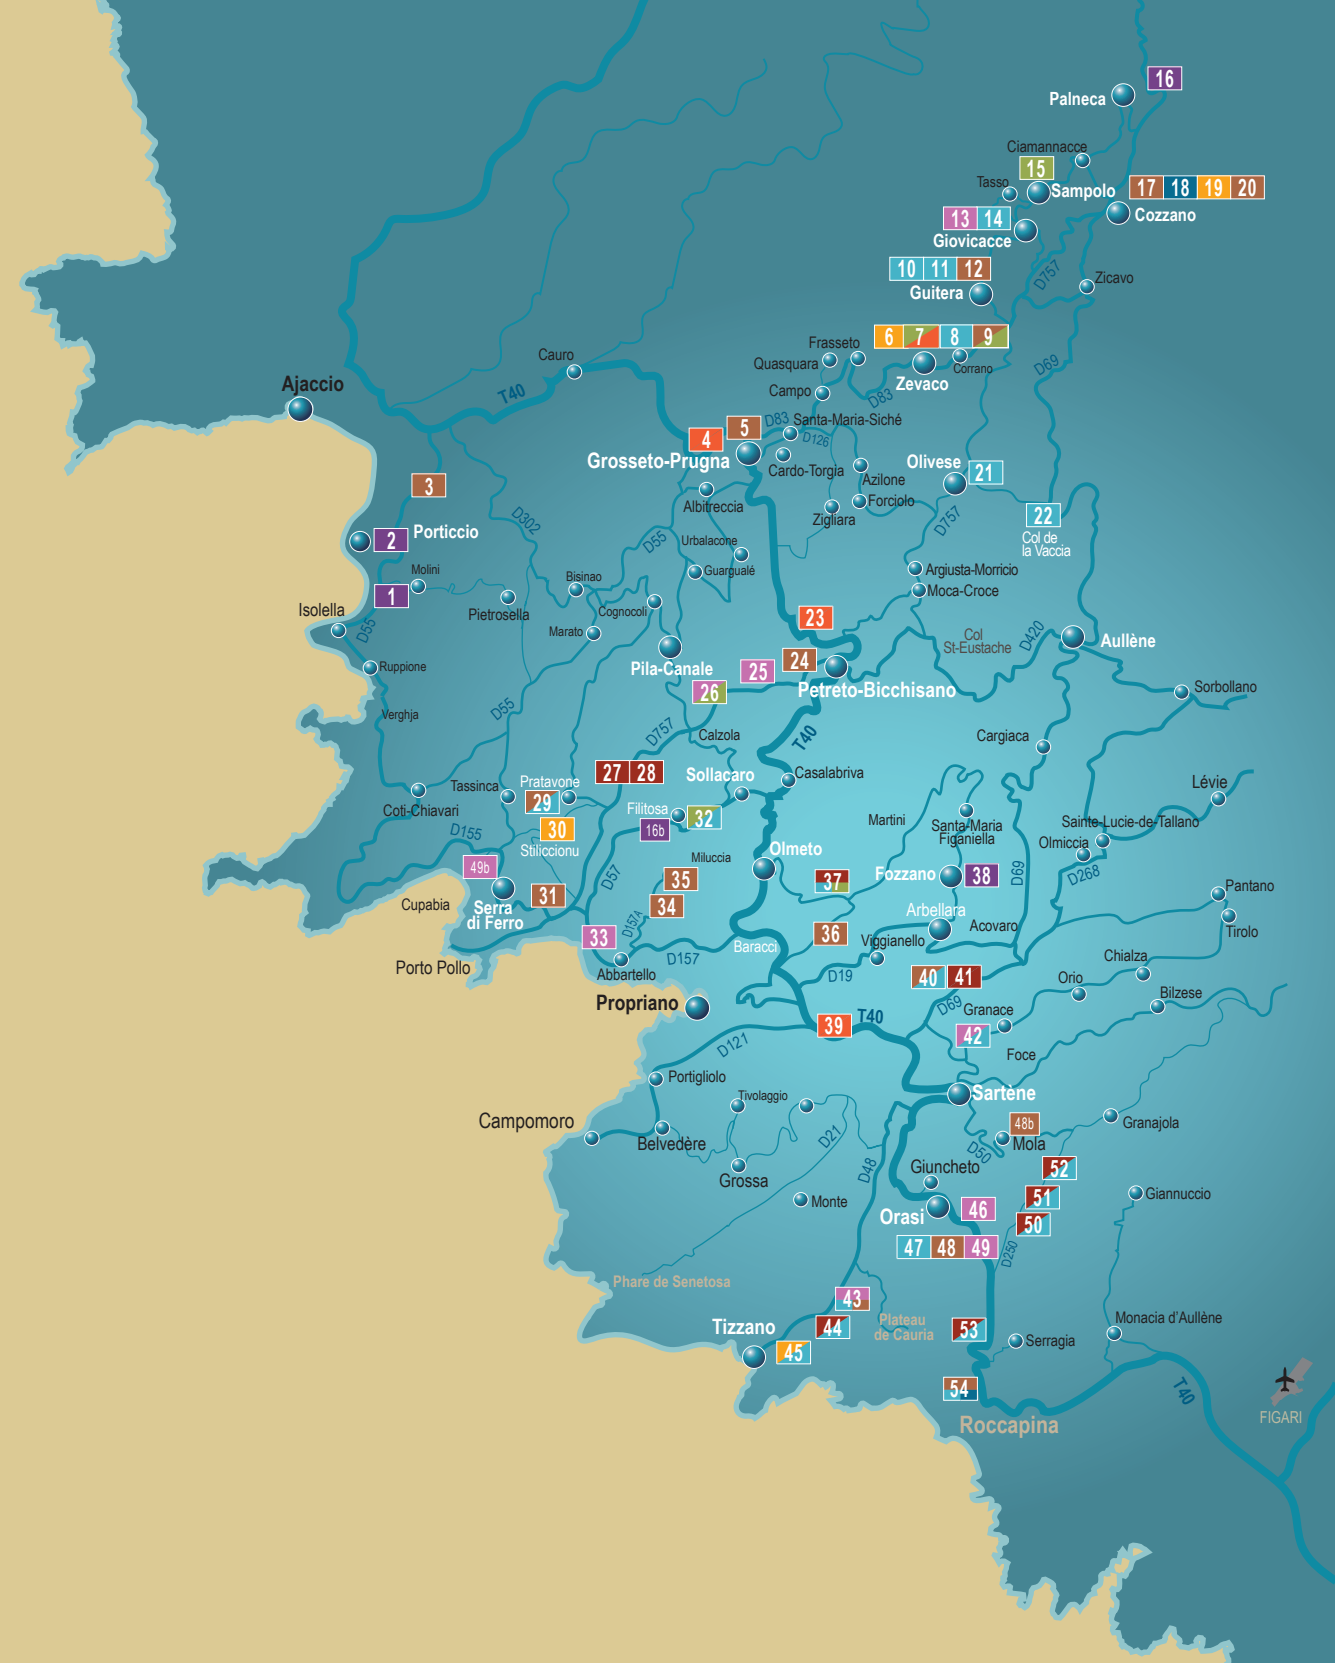 16
Palneca
Ciamannacce
15
Tasso
Sampolo
17 18 19 20
Cozzano
13 14
Giovicacce
D757
10 11 12
Guitera
Zicavo
6 7 8 9
Frasseto
Quasquara
Corrano
Zevaco
D69
Cauro
Ajaccio
T40
Campo
D83
4
5
D83
Santa-Maria-Siché
D126
Grosseto-Prugna
Cardo-Torgia
Olivese
21
Azilone
3
Albitreccia
Forciolo
Zigliara
D757
22
Col de
la Vaccia
D302
2
Porticcio
D55
Urbalacone
Guargualé
Argiusta-Morricio
Moca-Croce
Molini
Bisinao
1
Isolella
Pietrosella
Cognocoli
23
D55
Marato
Col
St-Eustache
D420
Aullène
Ruppione
Pila-Canale
25
24
Petreto-Bicchisano
26
Sorbollano
Verghja
D55
D757
Calzola
T40
Cargiaca
27 28
Sollacaro
Casalabriva
Tassinca
Pratavone
29
Lévie
Coti-Chiavari
Filitosa
16b
32
Martini
Santa-Maria
Figaniella
Sainte-Lucie-de-Tallano
D155
30
Stiliccionu
Olmiccia
Olmeto
Miluccia
49b
D57
35
37
Fozzano
38
D69
D268
Serra
di Ferro
31
Pantano
Cupabia
34
Arbellara
D157A
33
36
Viggianello
Acovaro
Tirolo
Baracci
Porto Pollo
Abbartello
D157
D19
40 41
Chialza
Orio
Bilzese
Propriano
D69
Granace
39
T40
42
D121
Foce
Portigliolo
Sartène
Tivolaggio
Campomoro
48b
Granajola
Belvedère
D21
D50
Mola
D48
Giuncheto
52
Grossa
Monte
51
Giannuccio
Orasi
46
50
47 48 49
D250
Phare de Senetosa
43
Tizzano
44
Plateau
de Cauria
53
Monacia d'Aullène
Serragia
45
54
T40
Roccapina
FIGARI